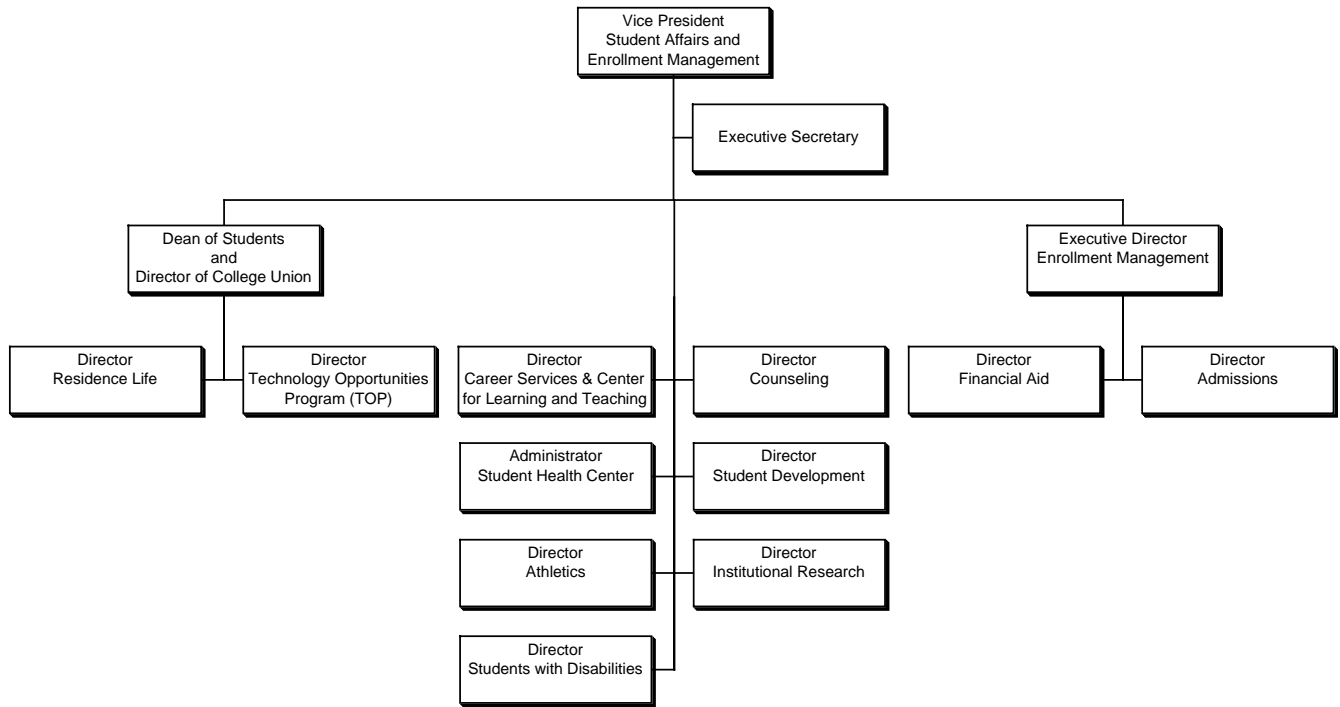 Vice President
Student Affairs and
Enrollment Management
Executive Secretary
Dean of Students
and
Director of College Union
Executive Director
Enrollment Management
Director
Residence Life
Director
Technology Opportunities
Program (TOP)
Director
Career Services & Center
for Learning and Teaching
Director
Counseling
Director
Financial Aid
Director
Admissions
Administrator
Student Health Center
Director
Student Development
Director
Athletics
Director
Institutional Research
Director
Students with Disabilities